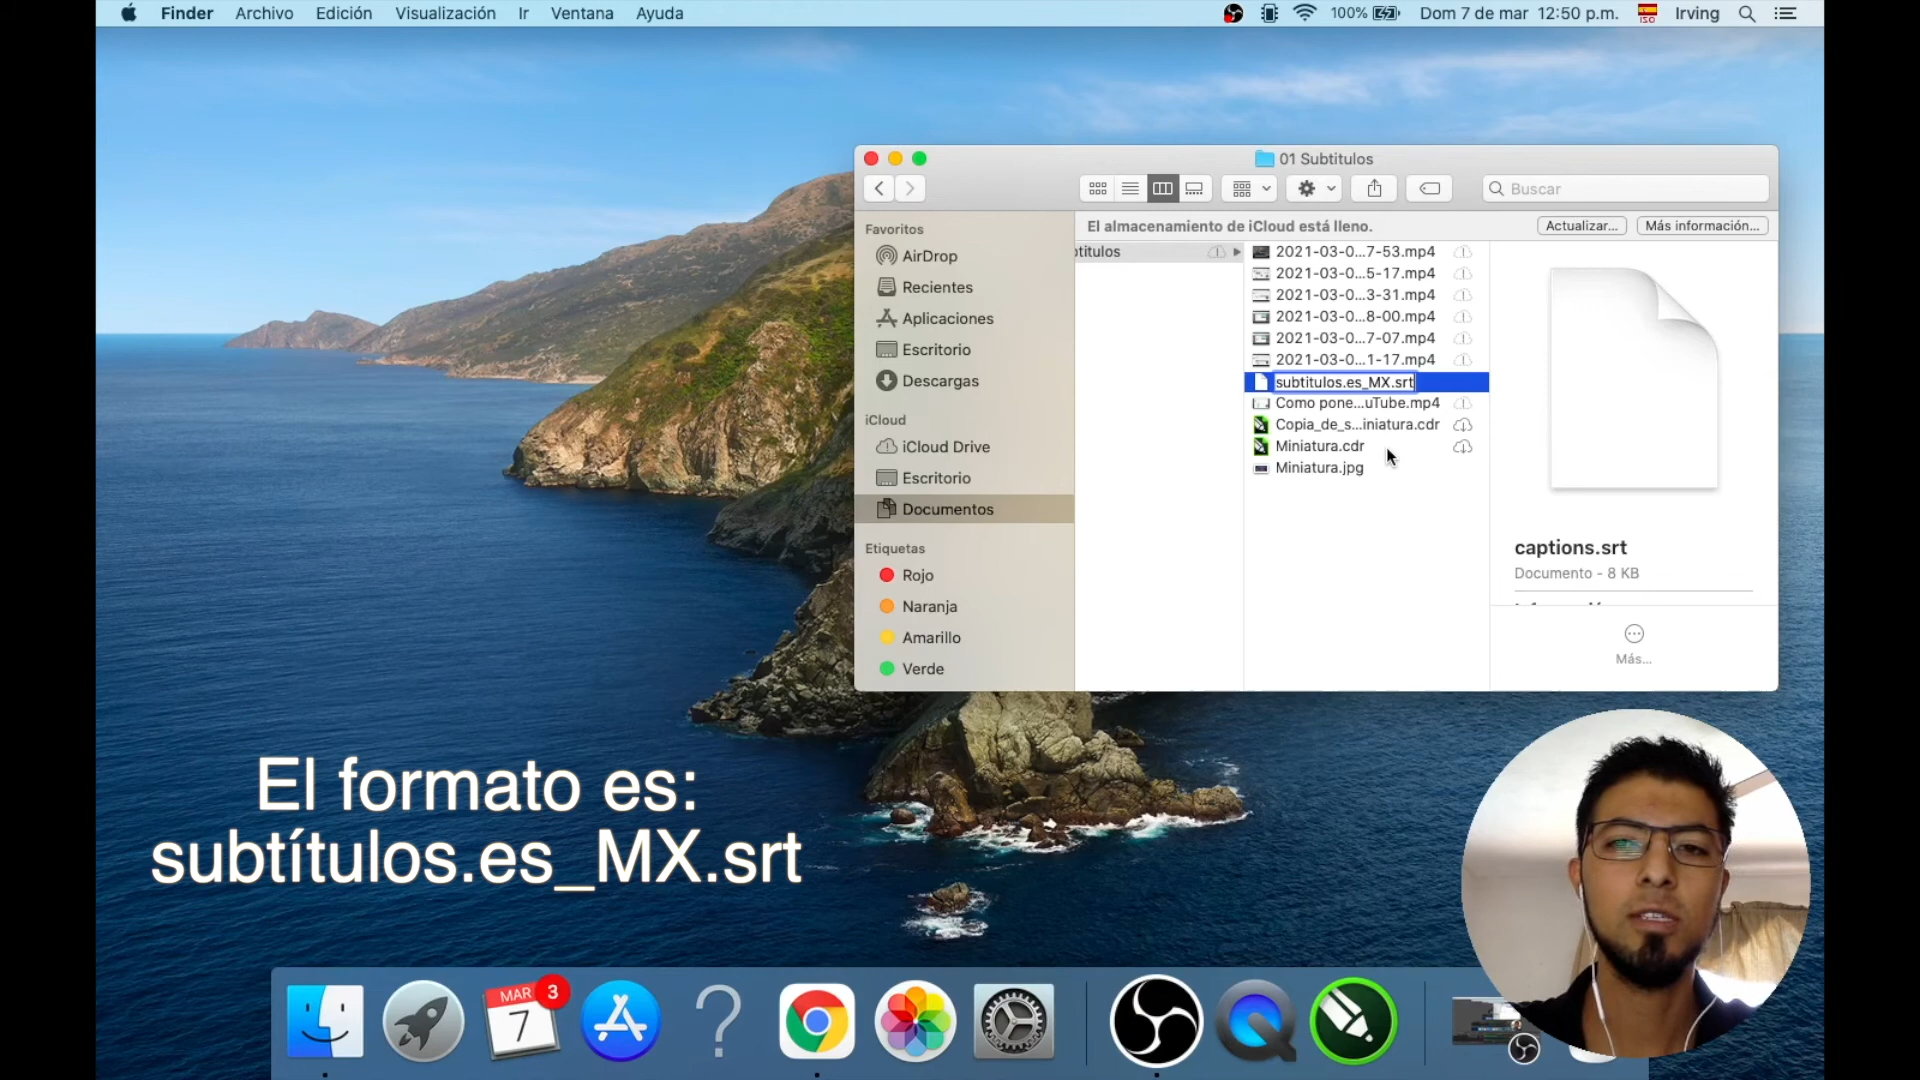 Finder Archivo Edición Visualización Ir Ventana Ayuda
100% Dom 7 de mar 12:50 p.m. ISO Irving
01 Subtitulos
Buscar
El almacenamiento de iCloud está lleno. Actualizar... Más información...
Favoritos
AirDrop
Recientes
Aplicaciones
Escritorio
Descargas
iCloud
iCloud Drive
Escritorio
Documentos
Etiquetas
Rojo
Naranja
Amarillo
Verde
titulos
2021-03-0...7-53.mp4
2021-03-0...5-17.mp4
2021-03-0...3-31.mp4
2021-03-0...8-00.mp4
2021-03-0...7-07.mp4
2021-03-0...1-17.mp4
subtitulos.es_MX.srt
Como pone...uTube.mp4
Copia_de_s...iniatura.cdr
Miniatura.cdr
Miniatura.jpg
captions.srt
Documento - 8 KB
Más...
El formato es:
subtítulos.es_MX.srt
MAR 3
7